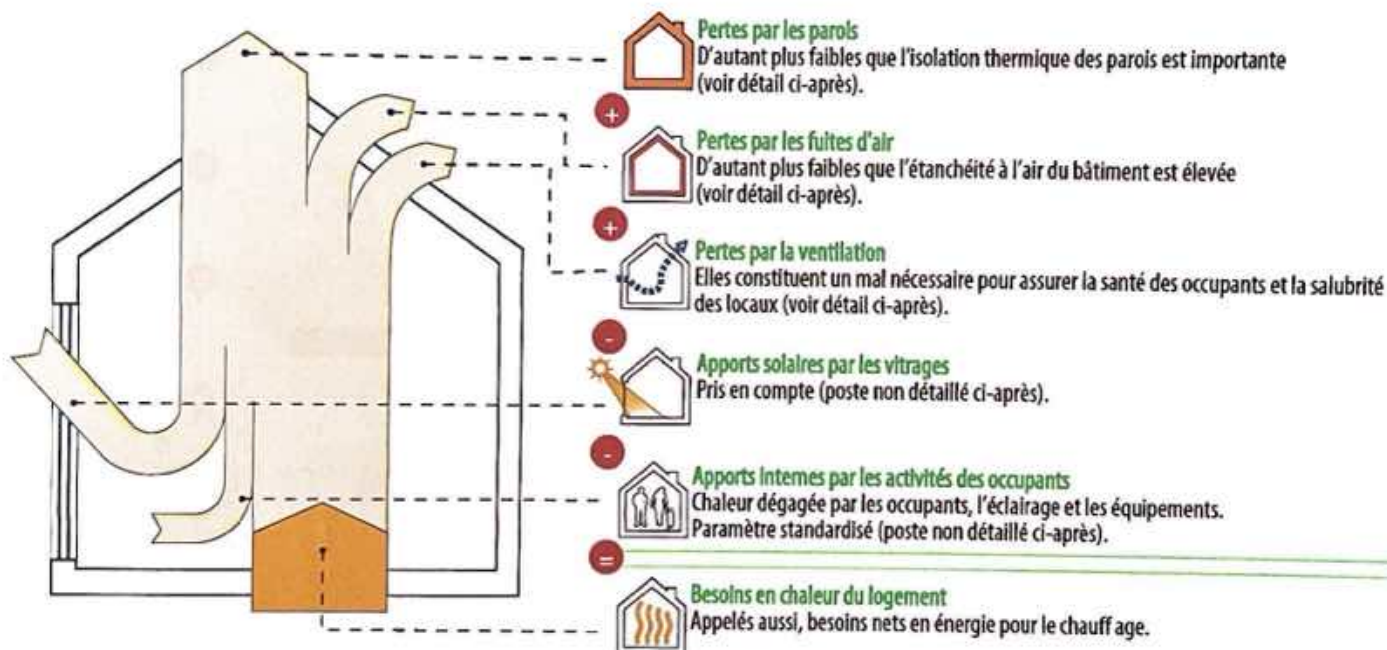 Pertes par les parois
D'autant plus faibles que l'isolation thermique des parois est importante
(voir détail ci-après).
+
Pertes par les fuites d'air
D'autant plus faibles que l'étanchéité à l'air du bâtiment est élevée
(voir détail ci-après).
+
Pertes par la ventilation
Elles constituent un mal nécessaire pour assurer la santé des occupants et la salubrité
des locaux (voir détail ci-après).
-
Apports solaires par les vitrages
Pris en compte (poste non détaillé ci-après).
-
Apports internes par les activités des occupants
Chaleur dégagée par les occupants, l'éclairage et les équipements.
Paramètre standardisé (poste non détaillé ci-après).
=
Besoins en chaleur du logement
Appelés aussi, besoins nets en énergie pour le chauff age.